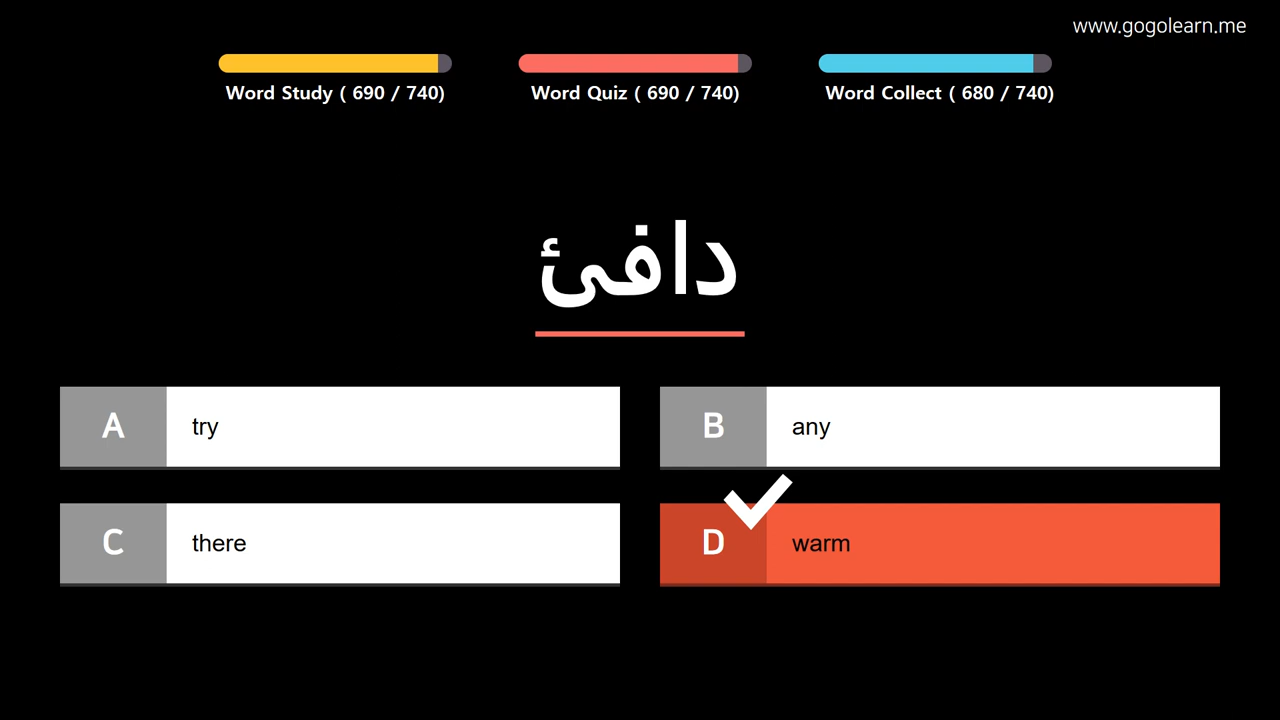 www.gogolearn.me
Word Study ( 690 / 740)
Word Quiz ( 690 / 740)
Word Collect ( 680 / 740)
دافئ
A try
B any
C there
D warm